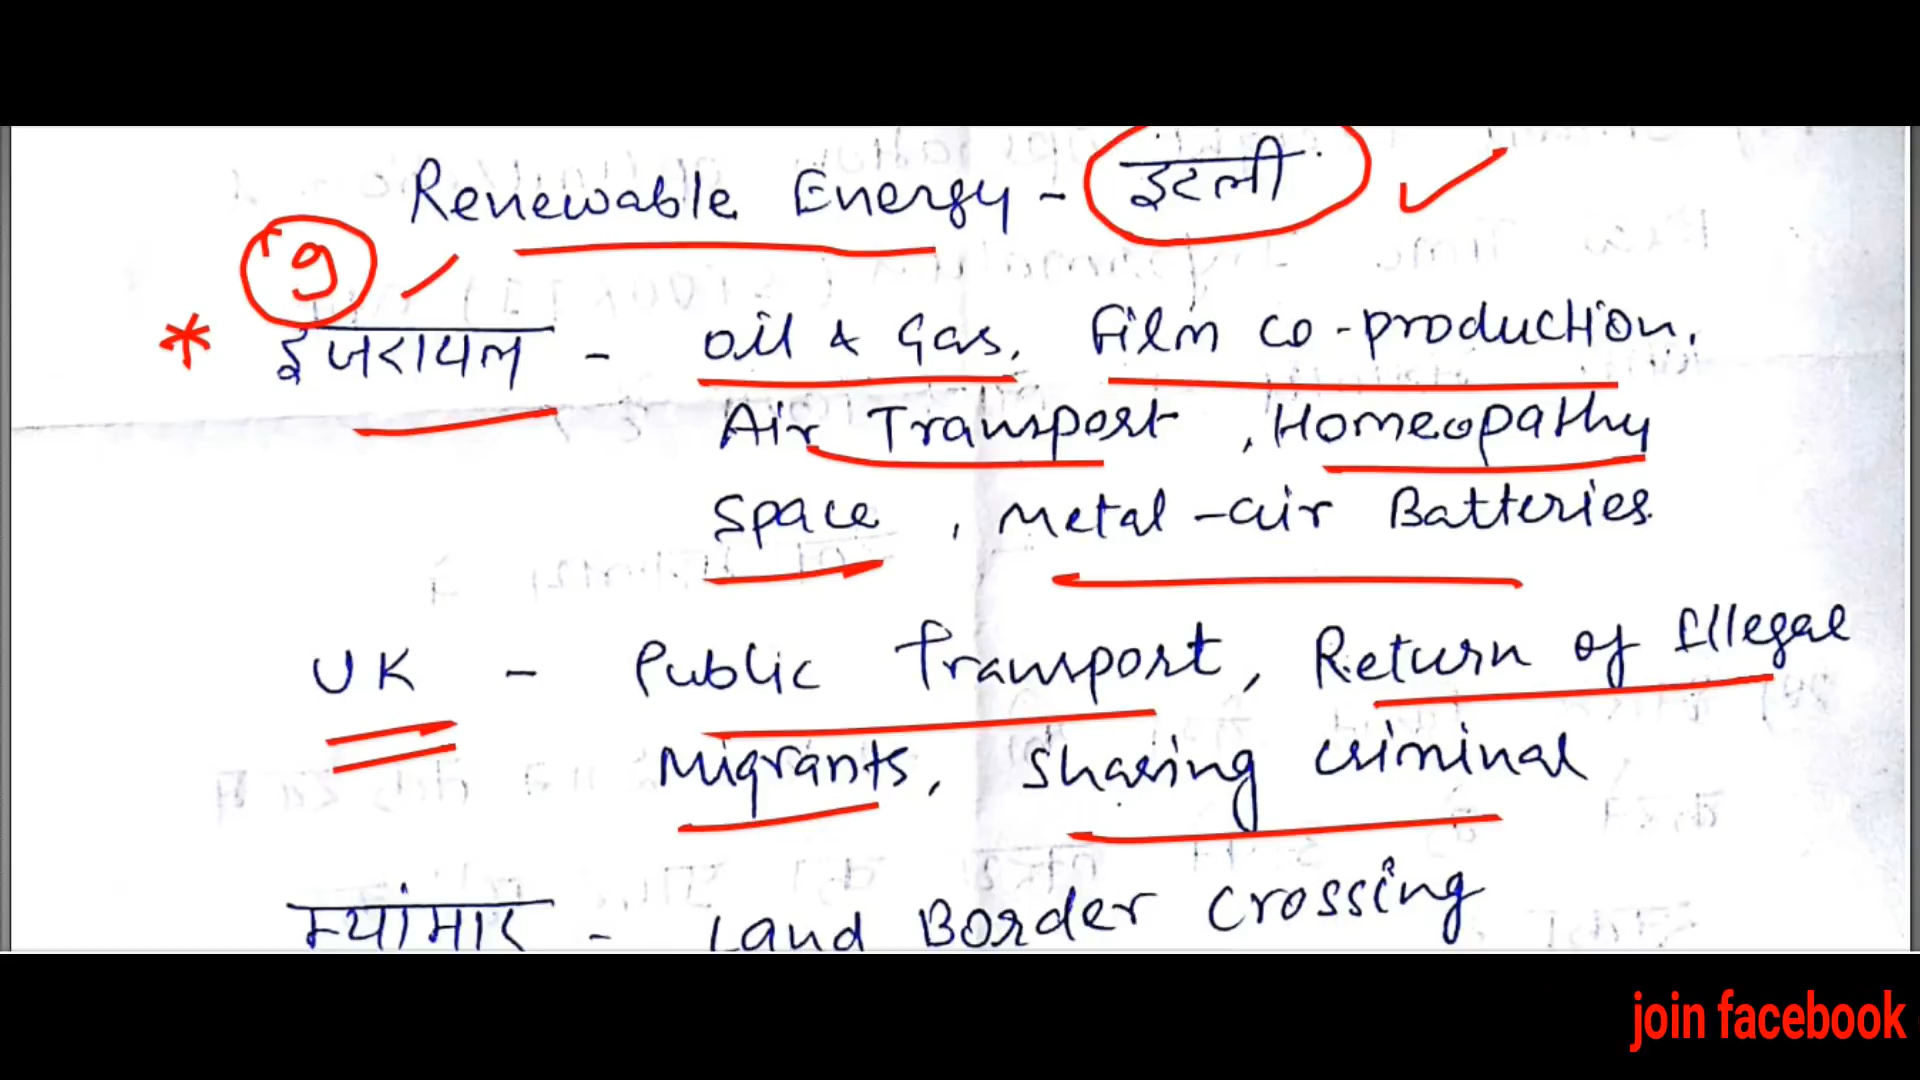 Renewable Energy - इटली
9
* इजरायल - Oil & Gas, Film co-production,
Air Transport, Homeopathy
Space, Metal-air Batteries.
UK - Public Transport, Return of Illegal
Migrants, Sharing criminal
म्यांमार - Land Border Crossing
join facebook